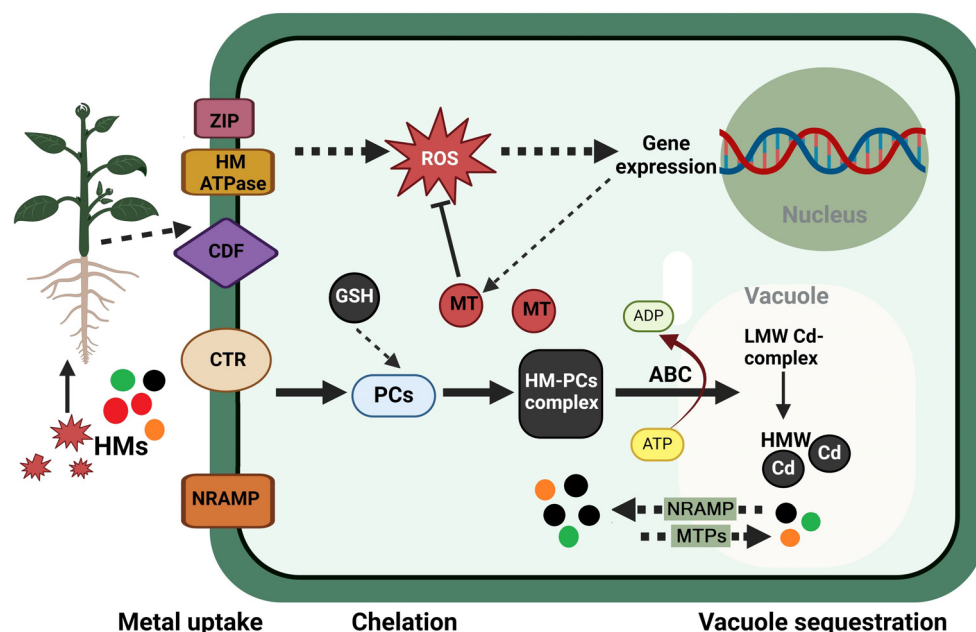 ZIP
HM
ATPase
CDF
CTR
NRAMP
HMs
ROS
Gene
expression
Nucleus
GSH
MT
MT
PCs
HM-PCs
complex
ADP
ABC
ATP
Vacuole
LMW Cd-
complex
HMW
Cd
Cd
NRAMP
MTPs
Metal uptake
Chelation
Vacuole sequestration